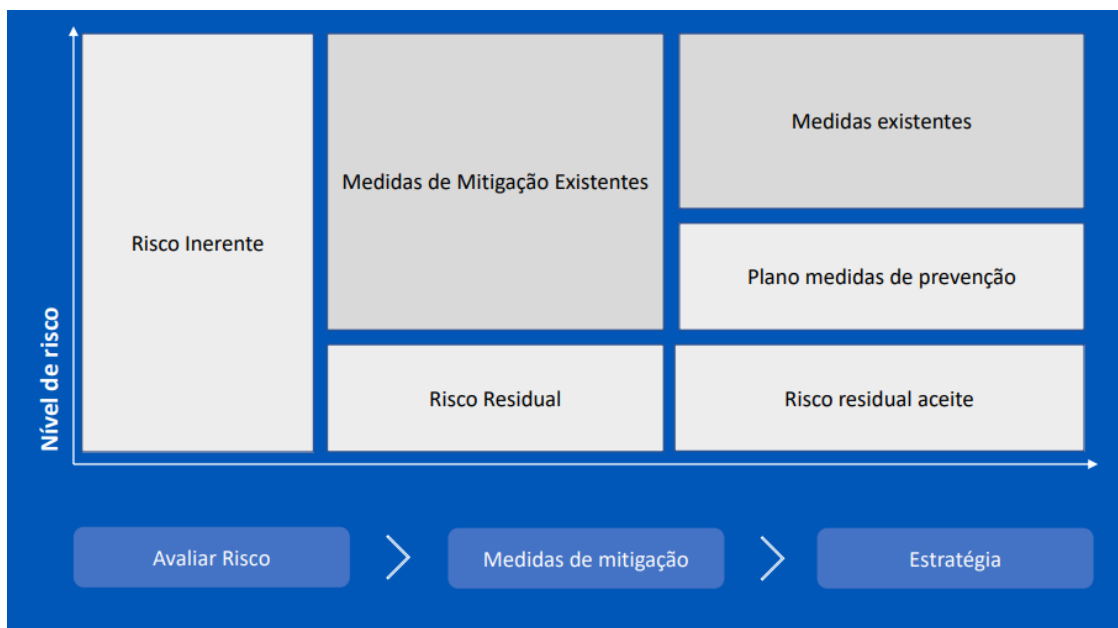 Nível de risco
Risco Inerente
Medidas de Mitigação Existentes
Risco Residual
Medidas existentes
Plano medidas de prevenção
Risco residual aceite
Avaliar Risco
Medidas de mitigação
Estratégia